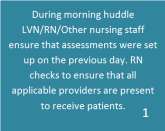 During morning huddle
LVN/RN/Other nursing staff
ensure that assessments were set
up on the previous day. RN
checks to ensure that all
applicable providers are present
to receive patients.
1